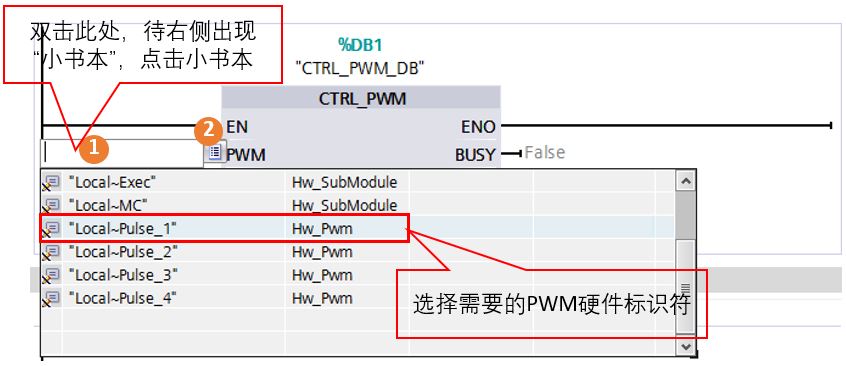 双击此处，待右侧出现
“小书本”，点击小书本
%DB1
"CTRL_PWM_DB"
CTRL_PWM
EN
ENO
1
2
PWM
BUSY
False
"Local~Exec" Hw_SubModule
"Local~MC" Hw_SubModule
"Local~Pulse_1" Hw_Pwm
"Local~Pulse_2" Hw_Pwm
"Local~Pulse_3" Hw_Pwm
"Local~Pulse_4" Hw_Pwm
选择需要的PWM硬件标识符